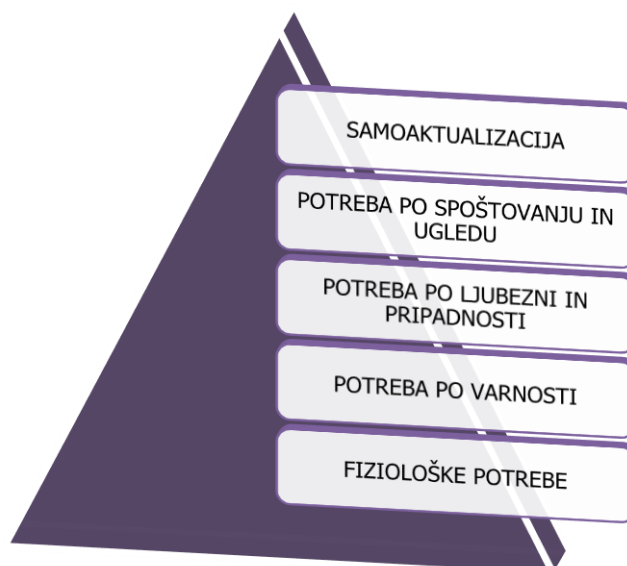 SAMOAKTUALIZACIJA
POTREBA PO SPOŠTOVANJU IN
UGLEDU
POTREBA PO LJUBEZNI IN
PRIPADNOSTI
POTREBA PO VARNOSTI
FIZIOLOŠKE POTREBE